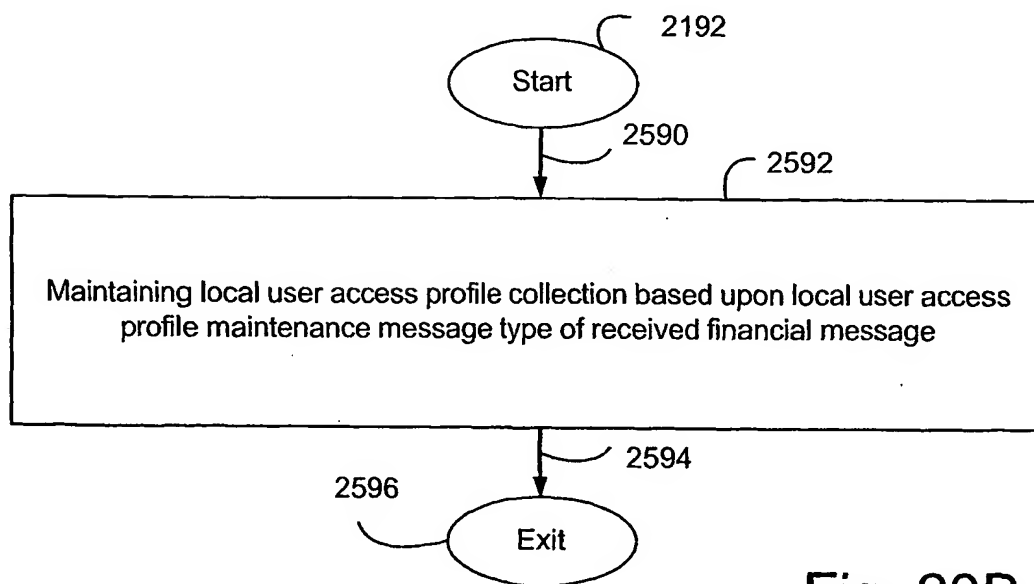 2192
Start
2590
2592
Maintaining local user access profile collection based upon local user access
profile maintenance message type of received financial message
2594
2596
Exit